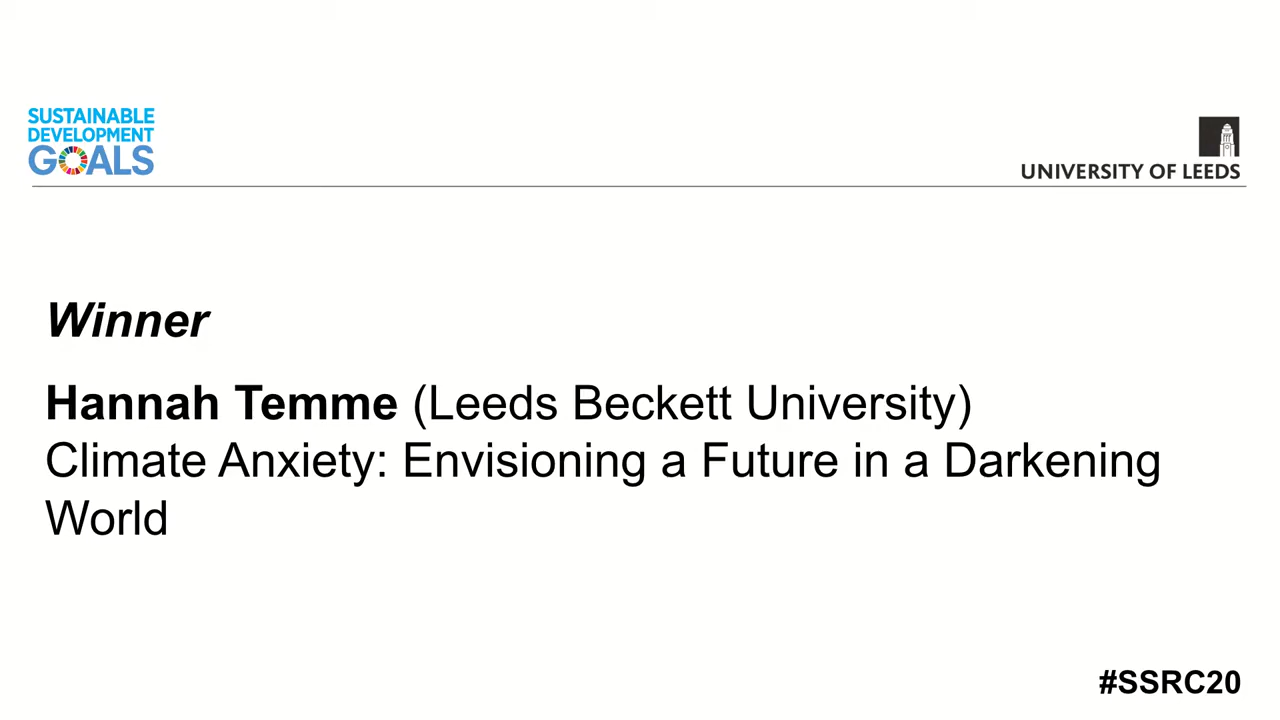 SUSTAINABLE
DEVELOPMENT
GOALS
UNIVERSITY OF LEEDS
Winner
Hannah Temme (Leeds Beckett University)
Climate Anxiety: Envisioning a Future in a Darkening
World
#SSRC20